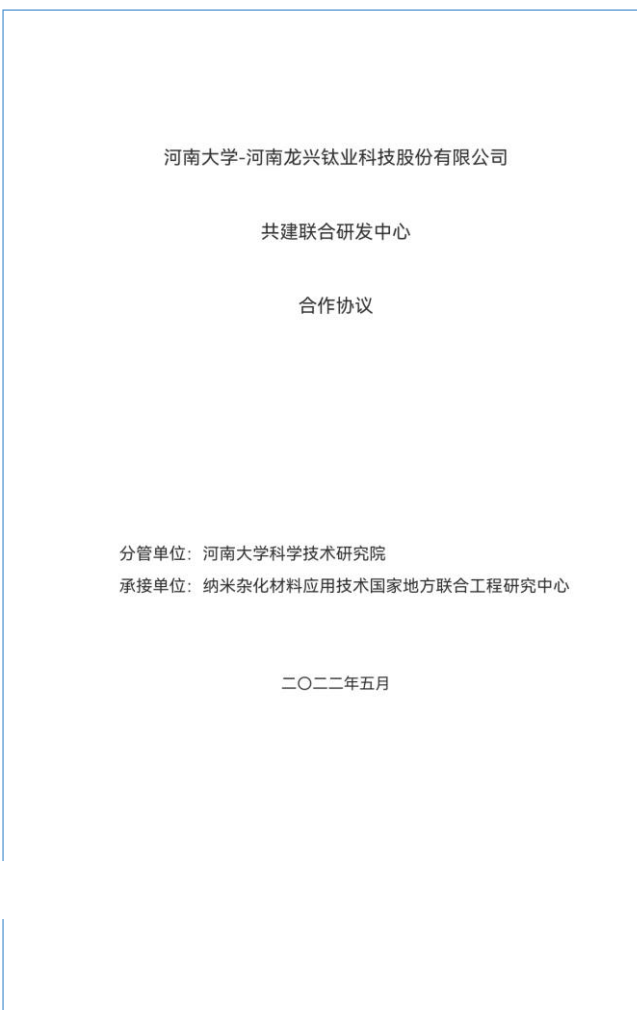 河南大学-河南龙兴钛业科技股份有限公司
共建联合研发中心
合作协议
分管单位：河南大学科学技术研究院
承接单位：纳米杂化材料应用技术国家地方联合工程研究中心
二〇二二年五月